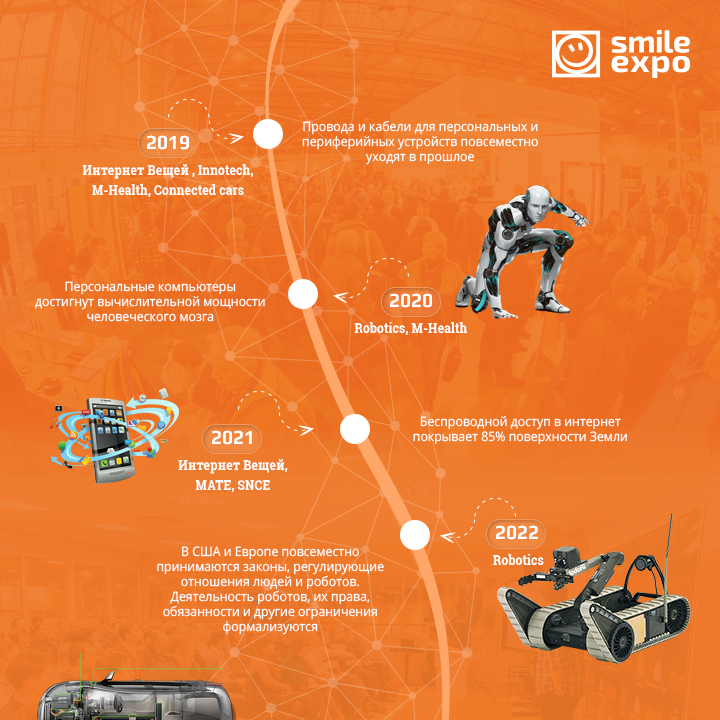 smile
expo
2019
Интернет Вещей , Innotech,
M-Health, Connected cars
Провода и кабели для персональных и
периферийных устройств повсеместно
уходят в прошлое
Персональные компьютеры
достигнут вычислительной мощности
человеческого мозга
2020
Robotics, M-Health
2021
Интернет Вещей,
MATE, SNCE
Беспроводной доступ в интернет
покрывает 85% поверхности Земли
2022
Robotics
В США и Европе повсеместно
принимаются законы, регулирующие
отношения людей и роботов.
Деятельность роботов, их права,
обязанности и другие ограничения
формализуются